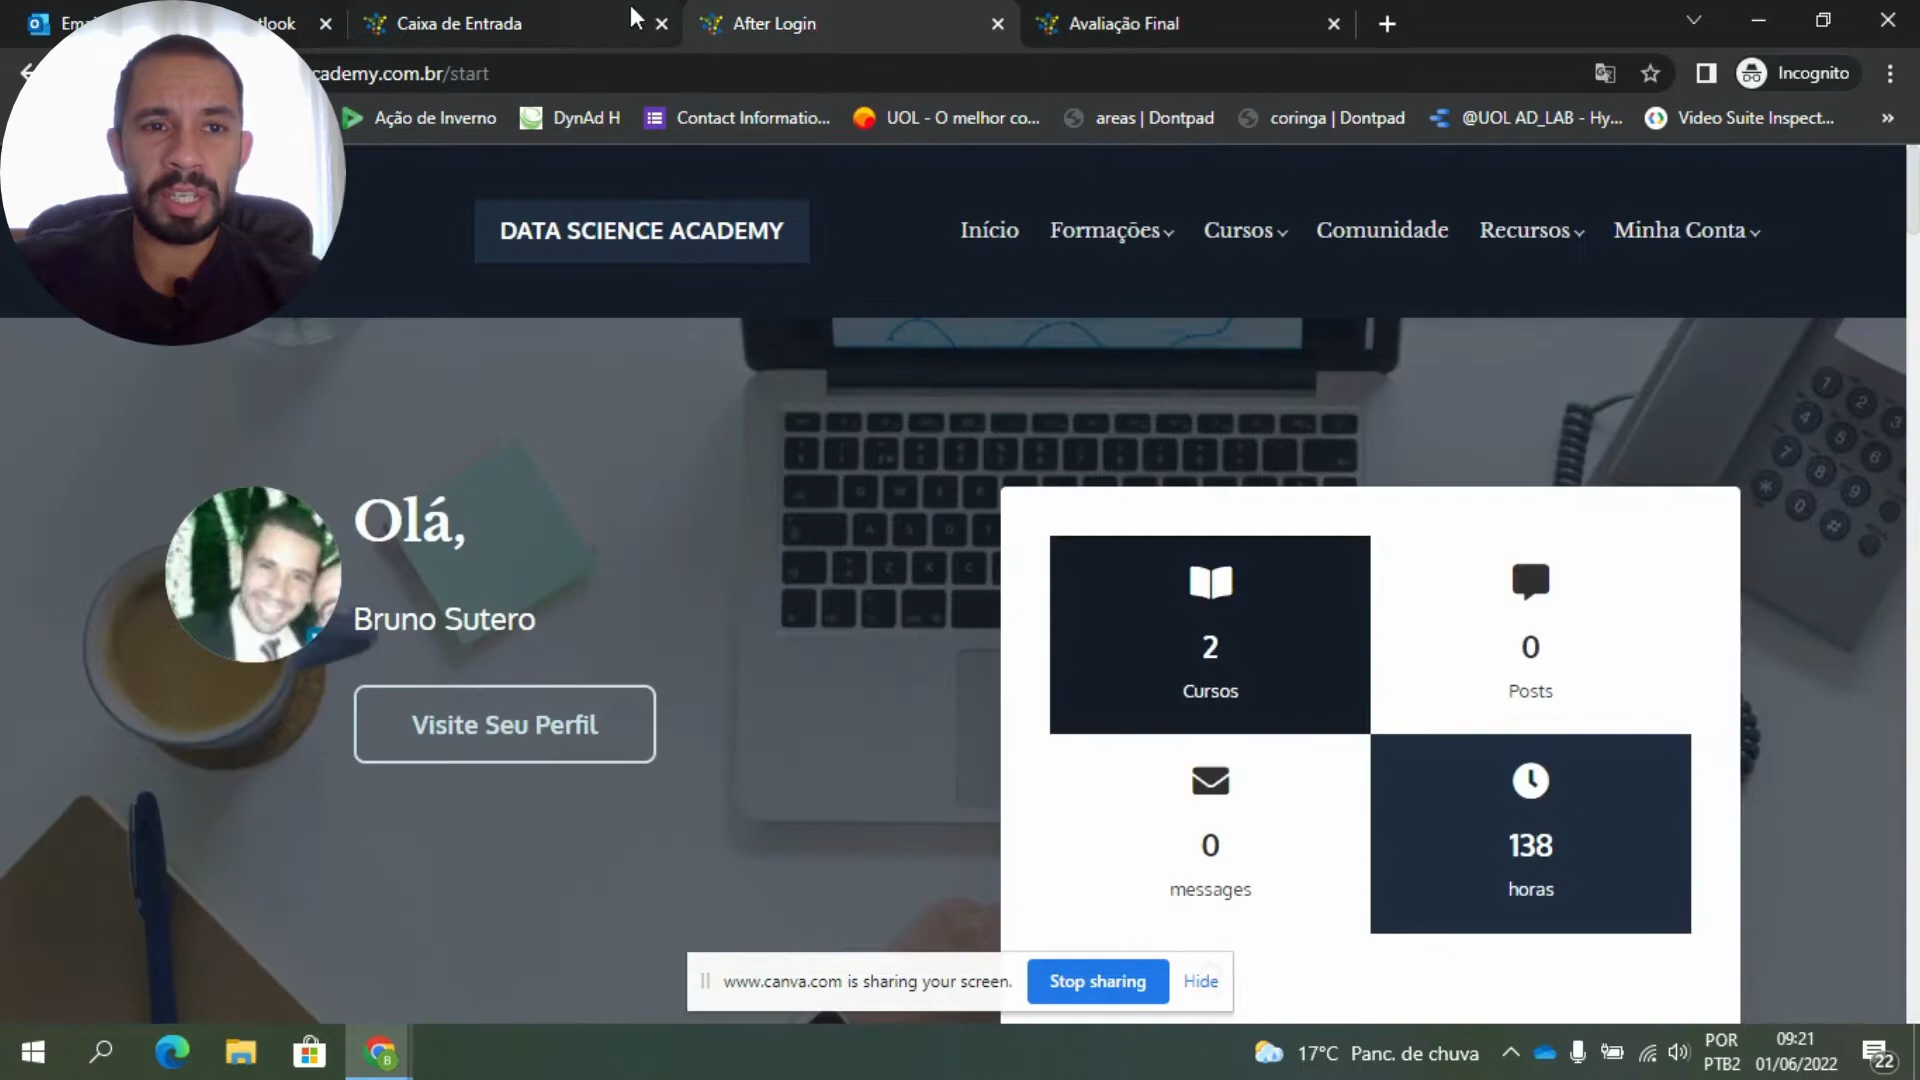 Em
look
Caixa de Entrada
After Login
Avaliação Final
cademy.com.br/start
Incognito
Ação de Inverno
DynAd H
Contact Informatio...
UOL - O melhor co...
areas | Dontpad
coringa | Dontpad
@UOL AD_LAB - Hy...
Video Suite Inspect...
»
DATA SCIENCE ACADEMY
Início
Formações
Cursos
Comunidade
Recursos
Minha Conta
Olá,
Bruno Sutero
Visite Seu Perfil
2
Cursos
0
Posts
0
messages
138
horas
www.canva.com is sharing your screen.
Stop sharing
Hide
17°C Panc. de chuva
POR
PTB2
09:21
01/06/2022
22